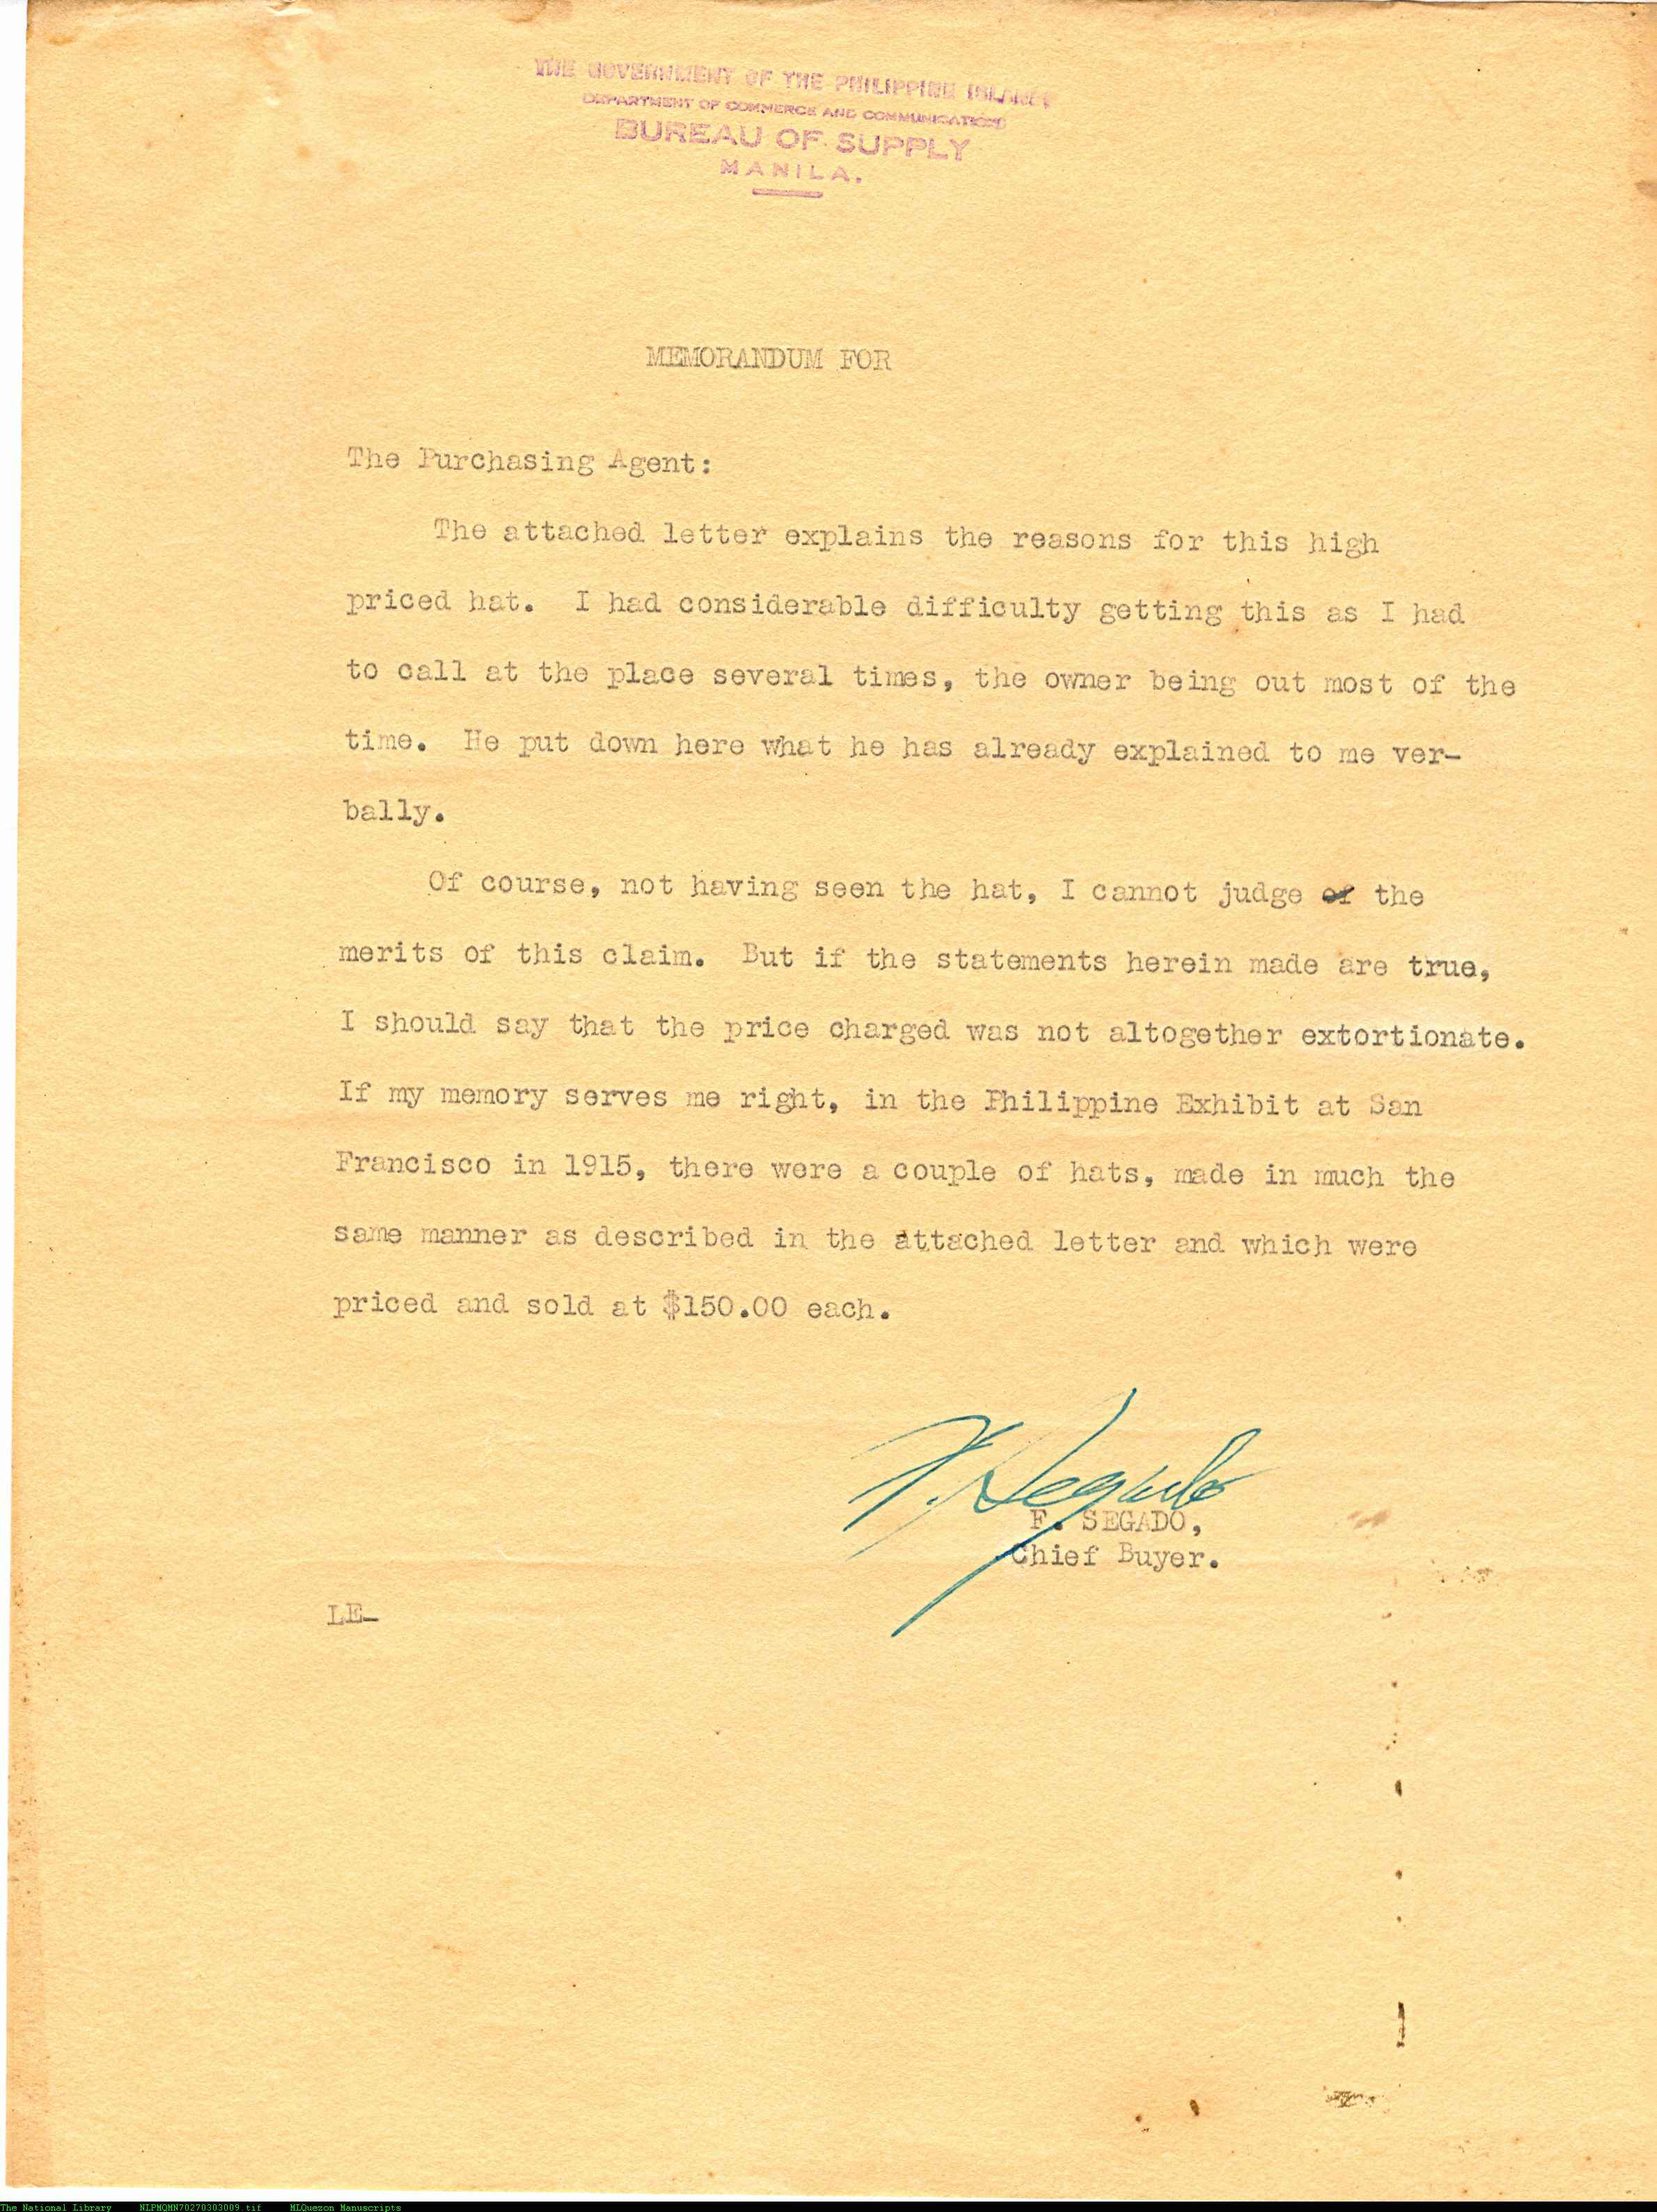 THE GOVERNMENT OF THE PHILIPPINE ISLANDS
DEPARTMENT OF COMMERCE AND COMMUNICATIONS
BUREAU OF SUPPLY
MANILA.
MEMORANDUM FOR
The Purchasing Agent:
The attached letter explains the reasons for this high
priced hat. I had considerable difficulty getting this as I had
to call at the place several times, the owner being out most of the
time. He put down here what he has already explained to me ver-
bally.
Of course, not having seen the hat, I cannot judge of the
merits of this claim. But if the statements herein made are true,
I should say that the price charged was not altogether extortionate.
If my memory serves me right, in the Philippine Exhibit at San
Francisco in 1915, there were a couple of hats, made in much the
same manner as described in the attached letter and which were
priced and sold at $150.00 each.
F. Segado
F. SEGADO,
Chief Buyer.
LE-
The National Library NLPMQMN70270303009.tif MLQuezon Manuscripts